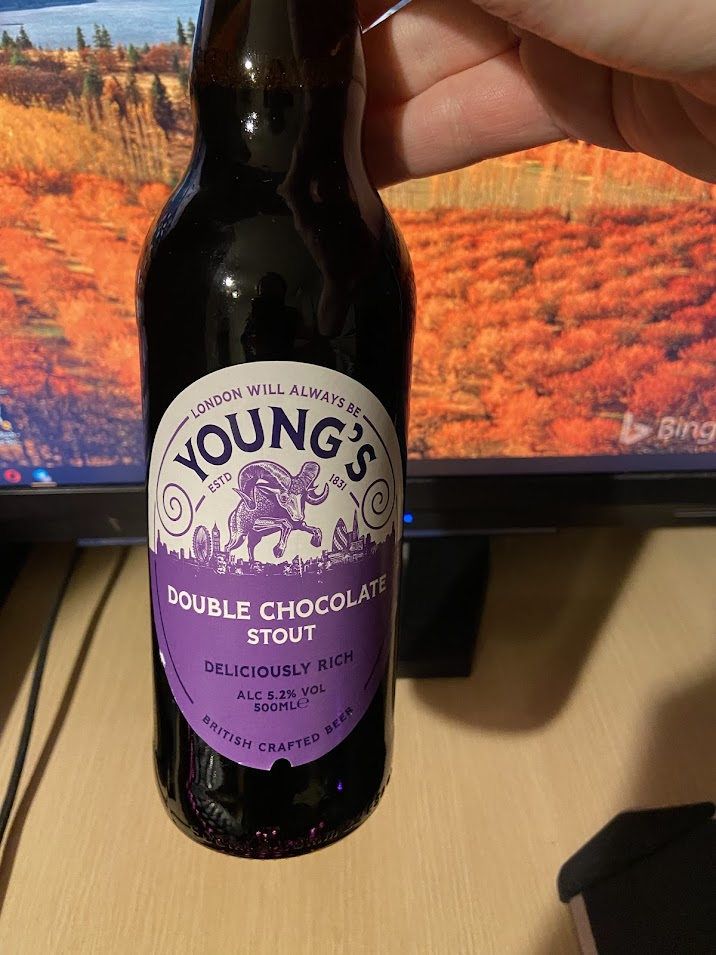 LONDON WILL ALWAYS BE
YOUNG'S
ESTD 1831
DOUBLE CHOCOLATE
STOUT
DELICIOUSLY RICH
ALC 5.2% VOL
500MLe
BRITISH CRAFTED BEER
Bing